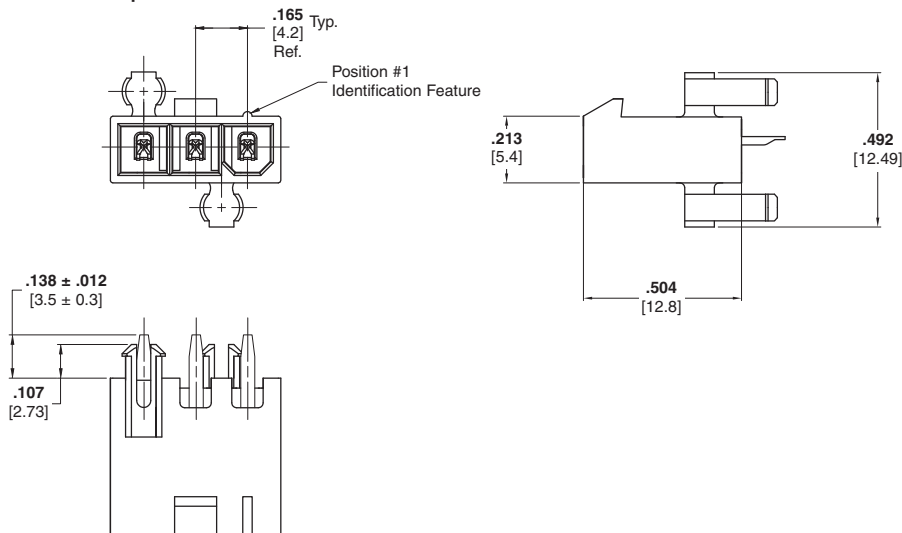 .165 Typ.
[4.2]
Ref.
Position #1
Identification Feature
.213
[5.4]
.492
[12.49]
.504
[12.8]
.138 ± .012
[3.5 ± 0.3]
.107
[2.73]